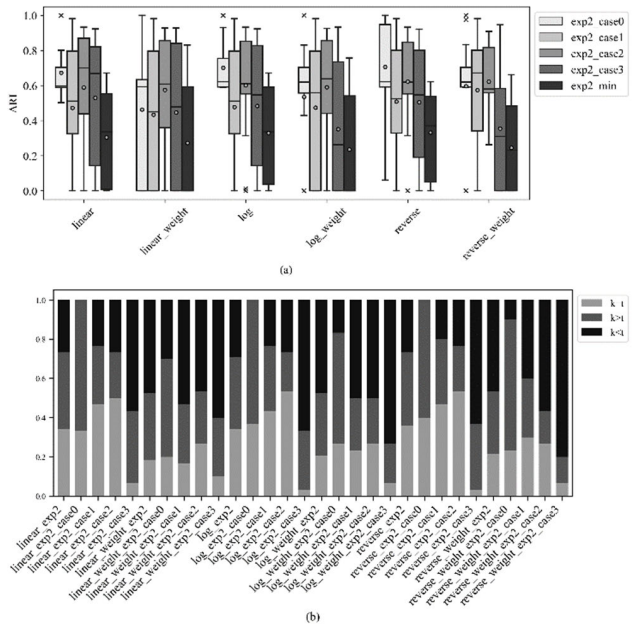 1.0
0.8
0.6
0.4
0.2
0.0
ARI
exp2_case0
exp2_case1
cxp2_casc2
cxp2_casc3
exp2_min
linear
linear_weight
log
log_weight
reverse
reverse_weight
(a)
1.0
0.8
0.6
0.4
0.2
0.0
k<t
linear_exp2
linear_exp2_case0
linear_exp2_case1
linear_exp2_case2
linear_exp2_case3
linear_weight_exp2
linear_weight_exp2_case0
linear_weight_exp2_case1
linear_weight_exp2_case2
linear_weight_exp2_case3
log_exp2
log_exp2_case0
log_exp2_case1
log_exp2_case2
log_exp2_case3
log_weight_exp2
log_weight_exp2_case0
log_weight_exp2_case1
log_weight_exp2_case2
log_weight_exp2_case3
reverse_exp2
reverse_exp2_case0
reverse_exp2_case1
reverse_exp2_case2
reverse_exp2_case3
reverse_weight_exp2
reverse_weight_exp2_case0
reverse_weight_exp2_case1
reverse_weight_exp2_case2
reverse_weight_exp2_case3
(b)